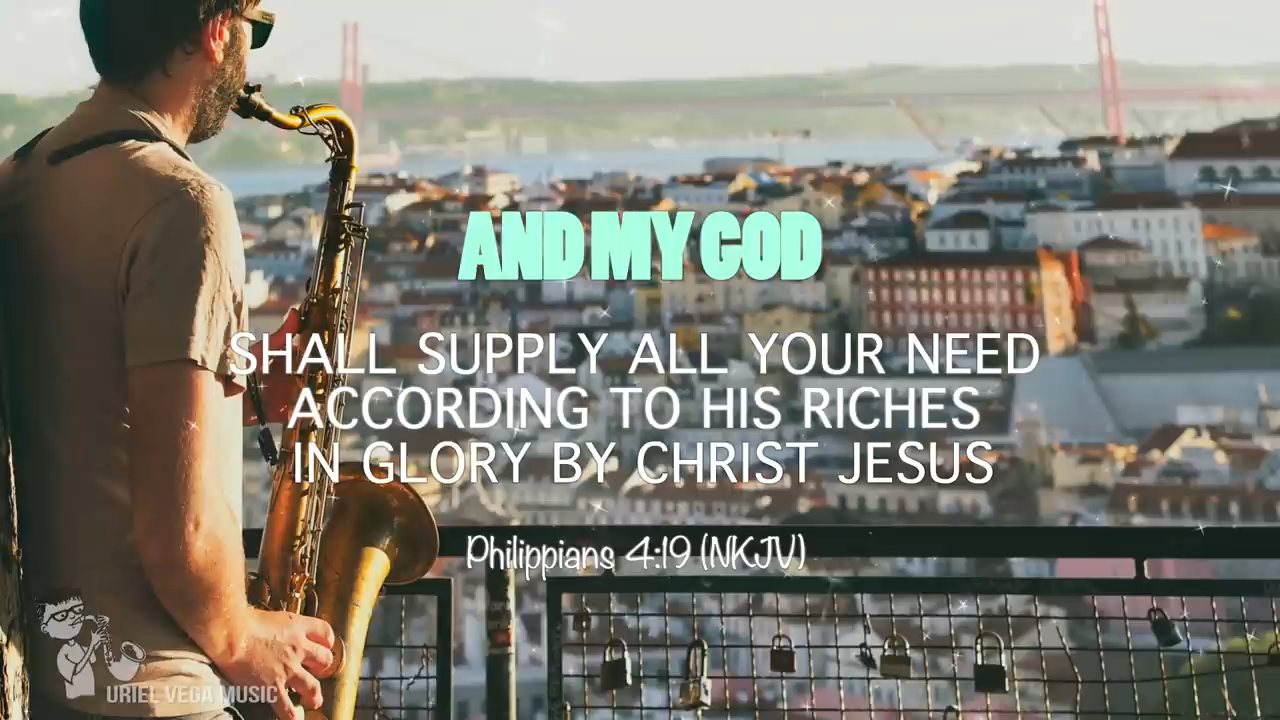 AND MY GOD
SHALL SUPPLY ALL YOUR NEED
ACCORDING TO HIS RICHES
IN GLORY BY CHRIST JESUS
Philippians 4:19 (NKJV)
URIEL VEGA MUSIC